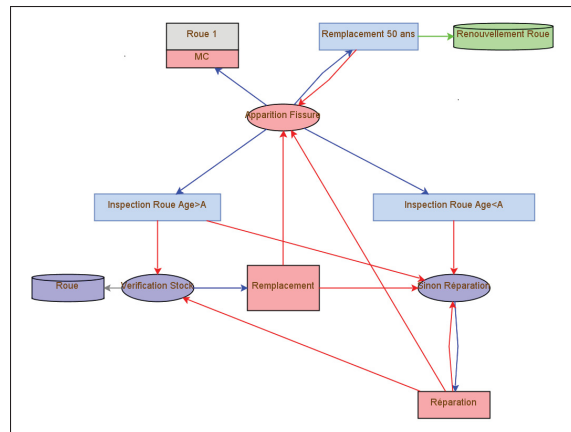 Roue 1
MC
Remplacement 50 ans
Renouvellement Roue
Apparition Fissure
Inspection Roue Age>A
Inspection Roue Age<A
Roue
Verification Stock
Remplacement
Sinon Réparation
Réparation